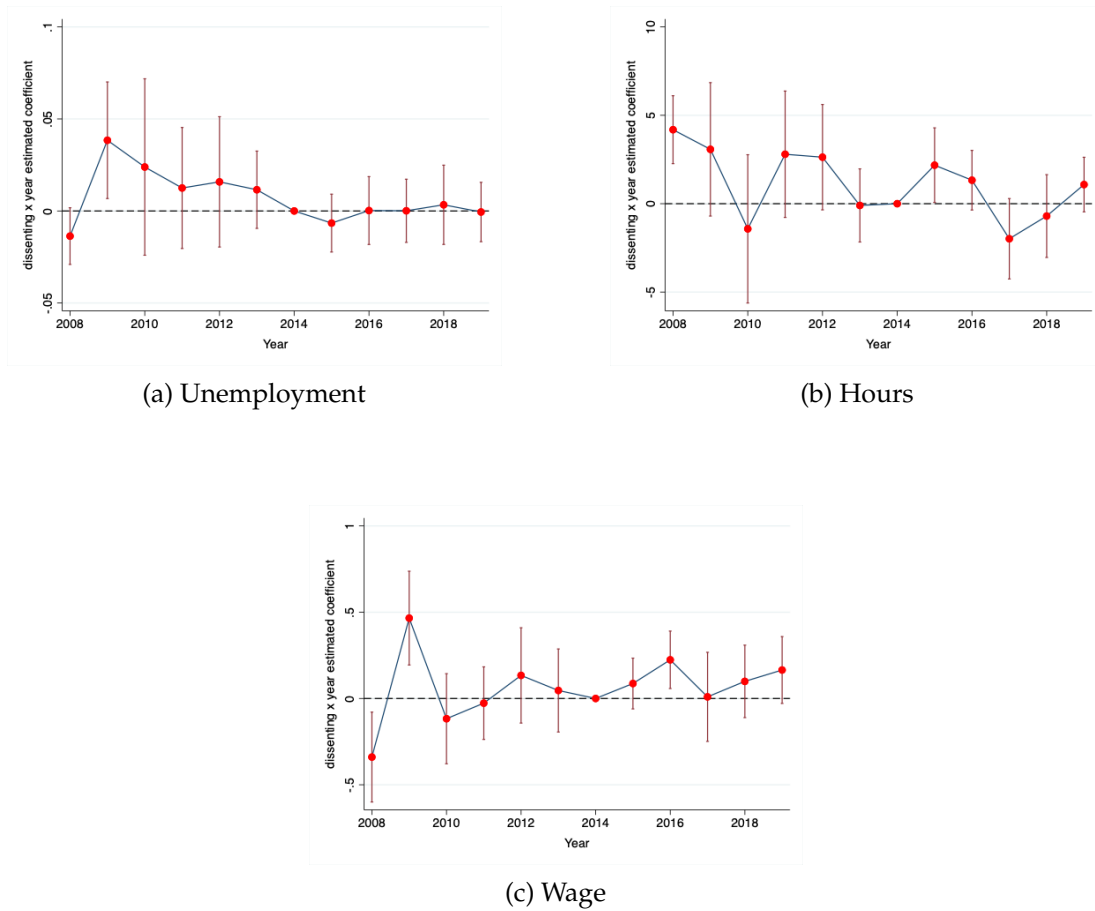 .1
.05
0
-.05
dissenting x year estimated coefficient
2008 2010 2012 2014 2016 2018
Year
(a) Unemployment
10
5
0
-5
dissenting x year estimated coefficient
2008 2010 2012 2014 2016 2018
Year
(b) Hours
1
.5
0
-.5
dissenting x year estimated coefficient
2008 2010 2012 2014 2016 2018
Year
(c) Wage